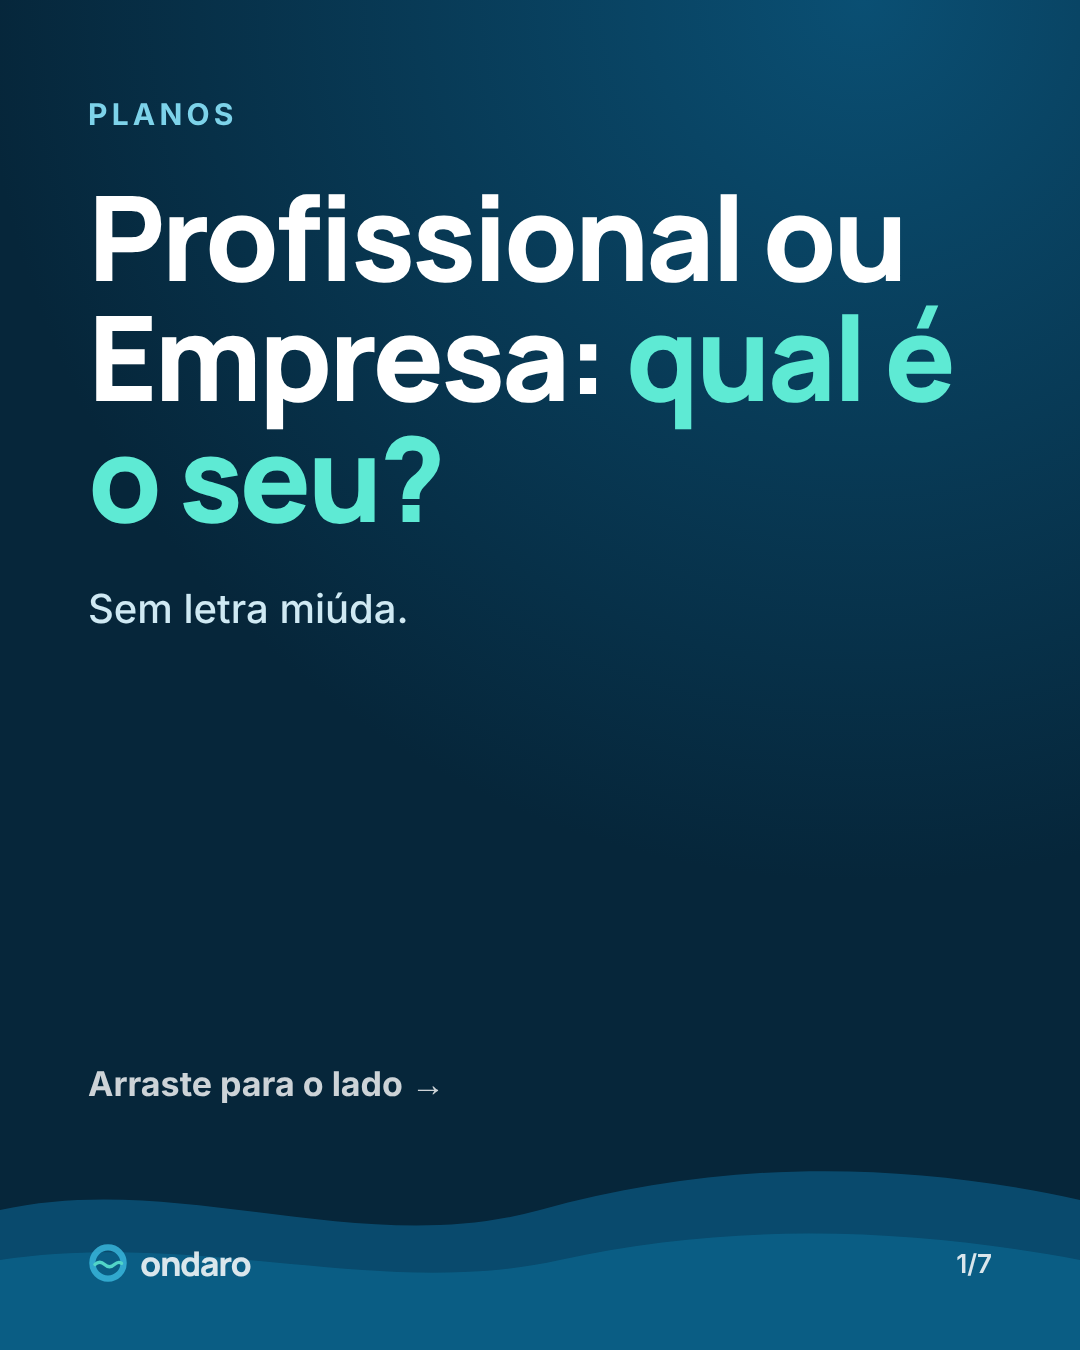 PLANOS
Profissional ou
Empresa: qual é
o seu?
Sem letra miúda.
Arraste para o lado →
ondaro
1/7